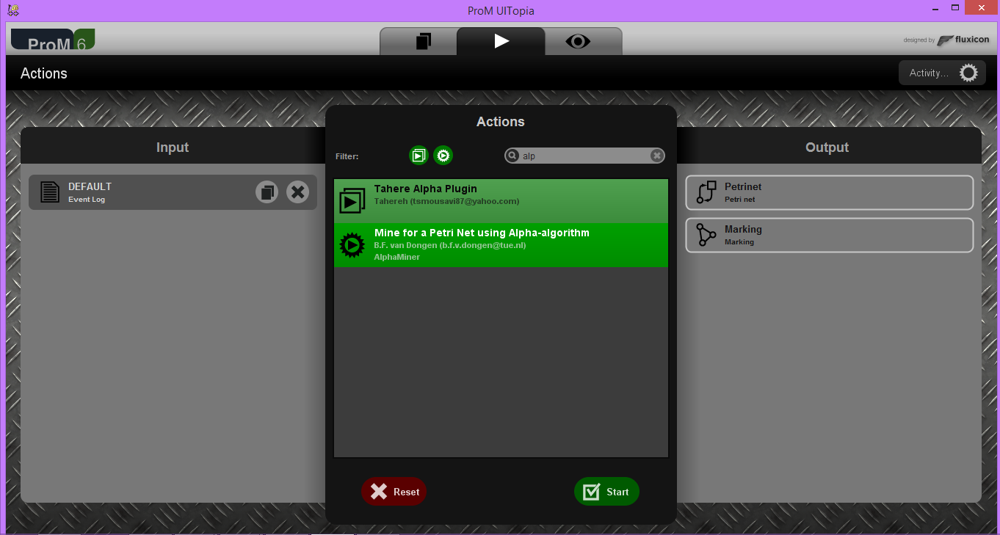 ProM UITopia
ProM 6
designed by fluxicon
Actions
Activity...
Actions
Input
Output
Filter:
alp
DEFAULT
Event Log
Tahere Alpha Plugin
Tahereh (tsmousavi87@yahoo.com)
Mine for a Petri Net using Alpha-algorithm
B.F. van Dongen (b.f.v.dongen@tue.nl)
AlphaMiner
Petrinet
Petri net
Marking
Marking
Reset
Start